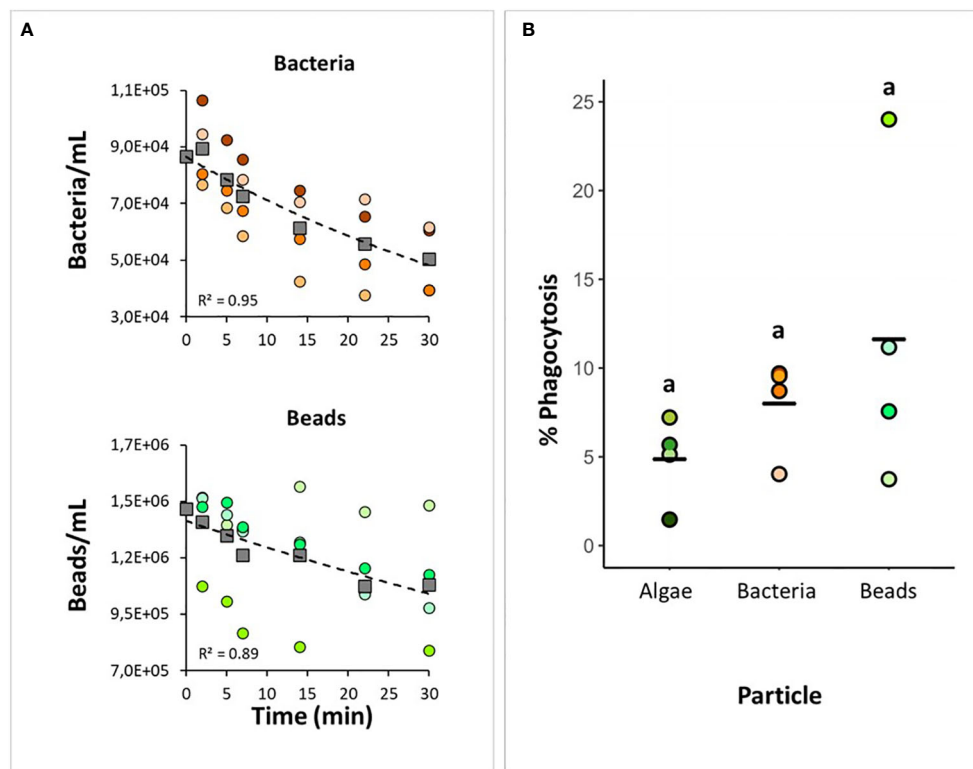 A
Bacteria
Bacteria/mL
1,1E+05
9,0E+04
7,0E+04
5,0E+04
3,0E+04
R² = 0.95
0 5 10 15 20 25 30
Beads
Beads/mL
1,7E+06
1,5E+06
1,2E+06
9,5E+05
7,0E+05
R² = 0.89
0 5 10 15 20 25 30
Time (min)
B
% Phagocytosis
25
20
15
10
5
0
a
a
a
Algae Bacteria Beads
Particle